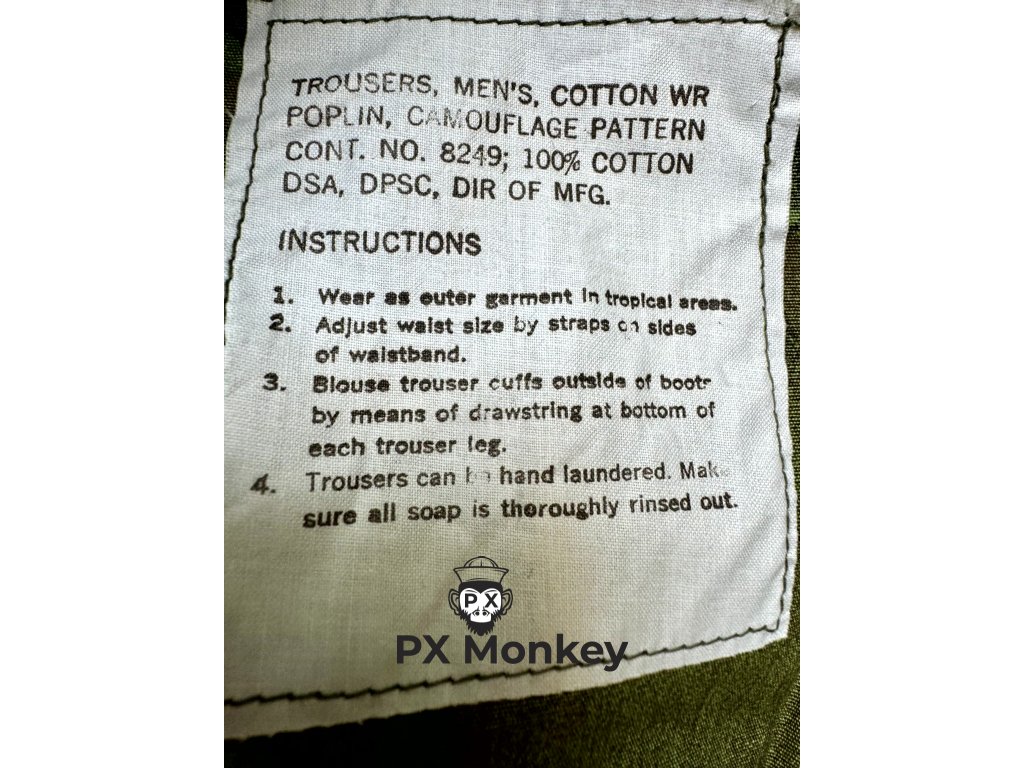 TROUSERS, MEN'S, COTTON WR
POPLIN, CAMOUFLAGE PATTERN
CONT. NO. 8249; 100% COTTON
DSA, DPSC, DIR OF MFG.
INSTRUCTIONS
1. Wear as outer garment in tropical areas.
2. Adjust waist size by straps on sides
of waistband.
3. Blouse trouser cuffs outside of boot
by means of drawstring at bottom of
each trouser leg.
4. Trousers can hand laundered. Make
sure all soap is thoroughly rinsed out.
PX
PX Monkey